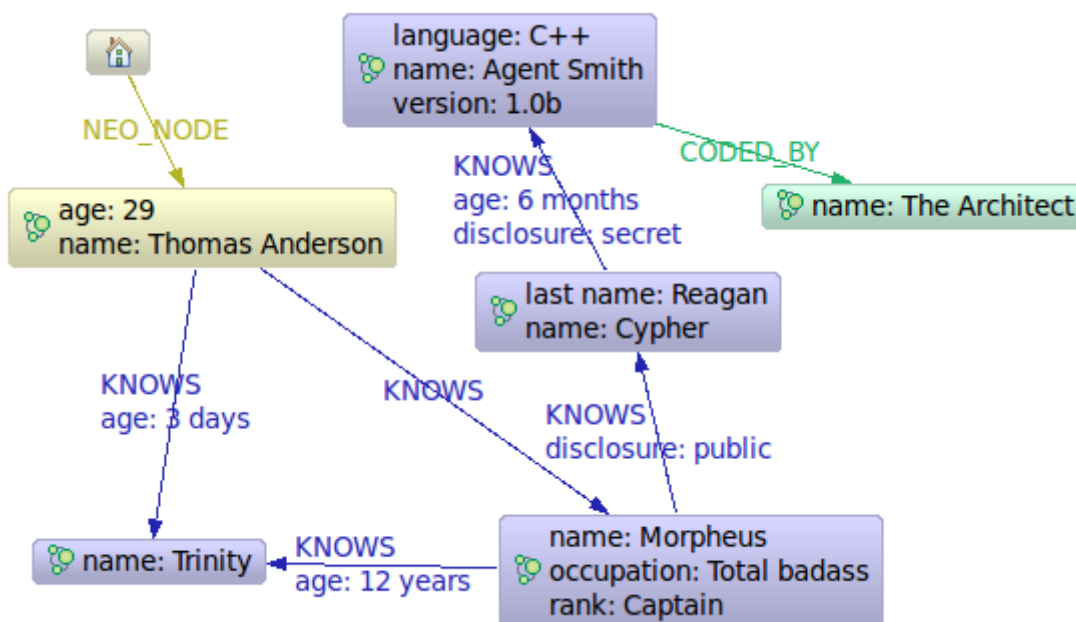 language: C++
name: Agent Smith
version: 1.0b
NEO_NODE
CODED_BY
KNOWS
age: 6 months
disclosure: secret
name: The Architect
age: 29
name: Thomas Anderson
last name: Reagan
name: Cypher
KNOWS
age: 3 days
KNOWS
KNOWS
disclosure: public
name: Trinity
KNOWS
age: 12 years
name: Morpheus
occupation: Total badass
rank: Captain